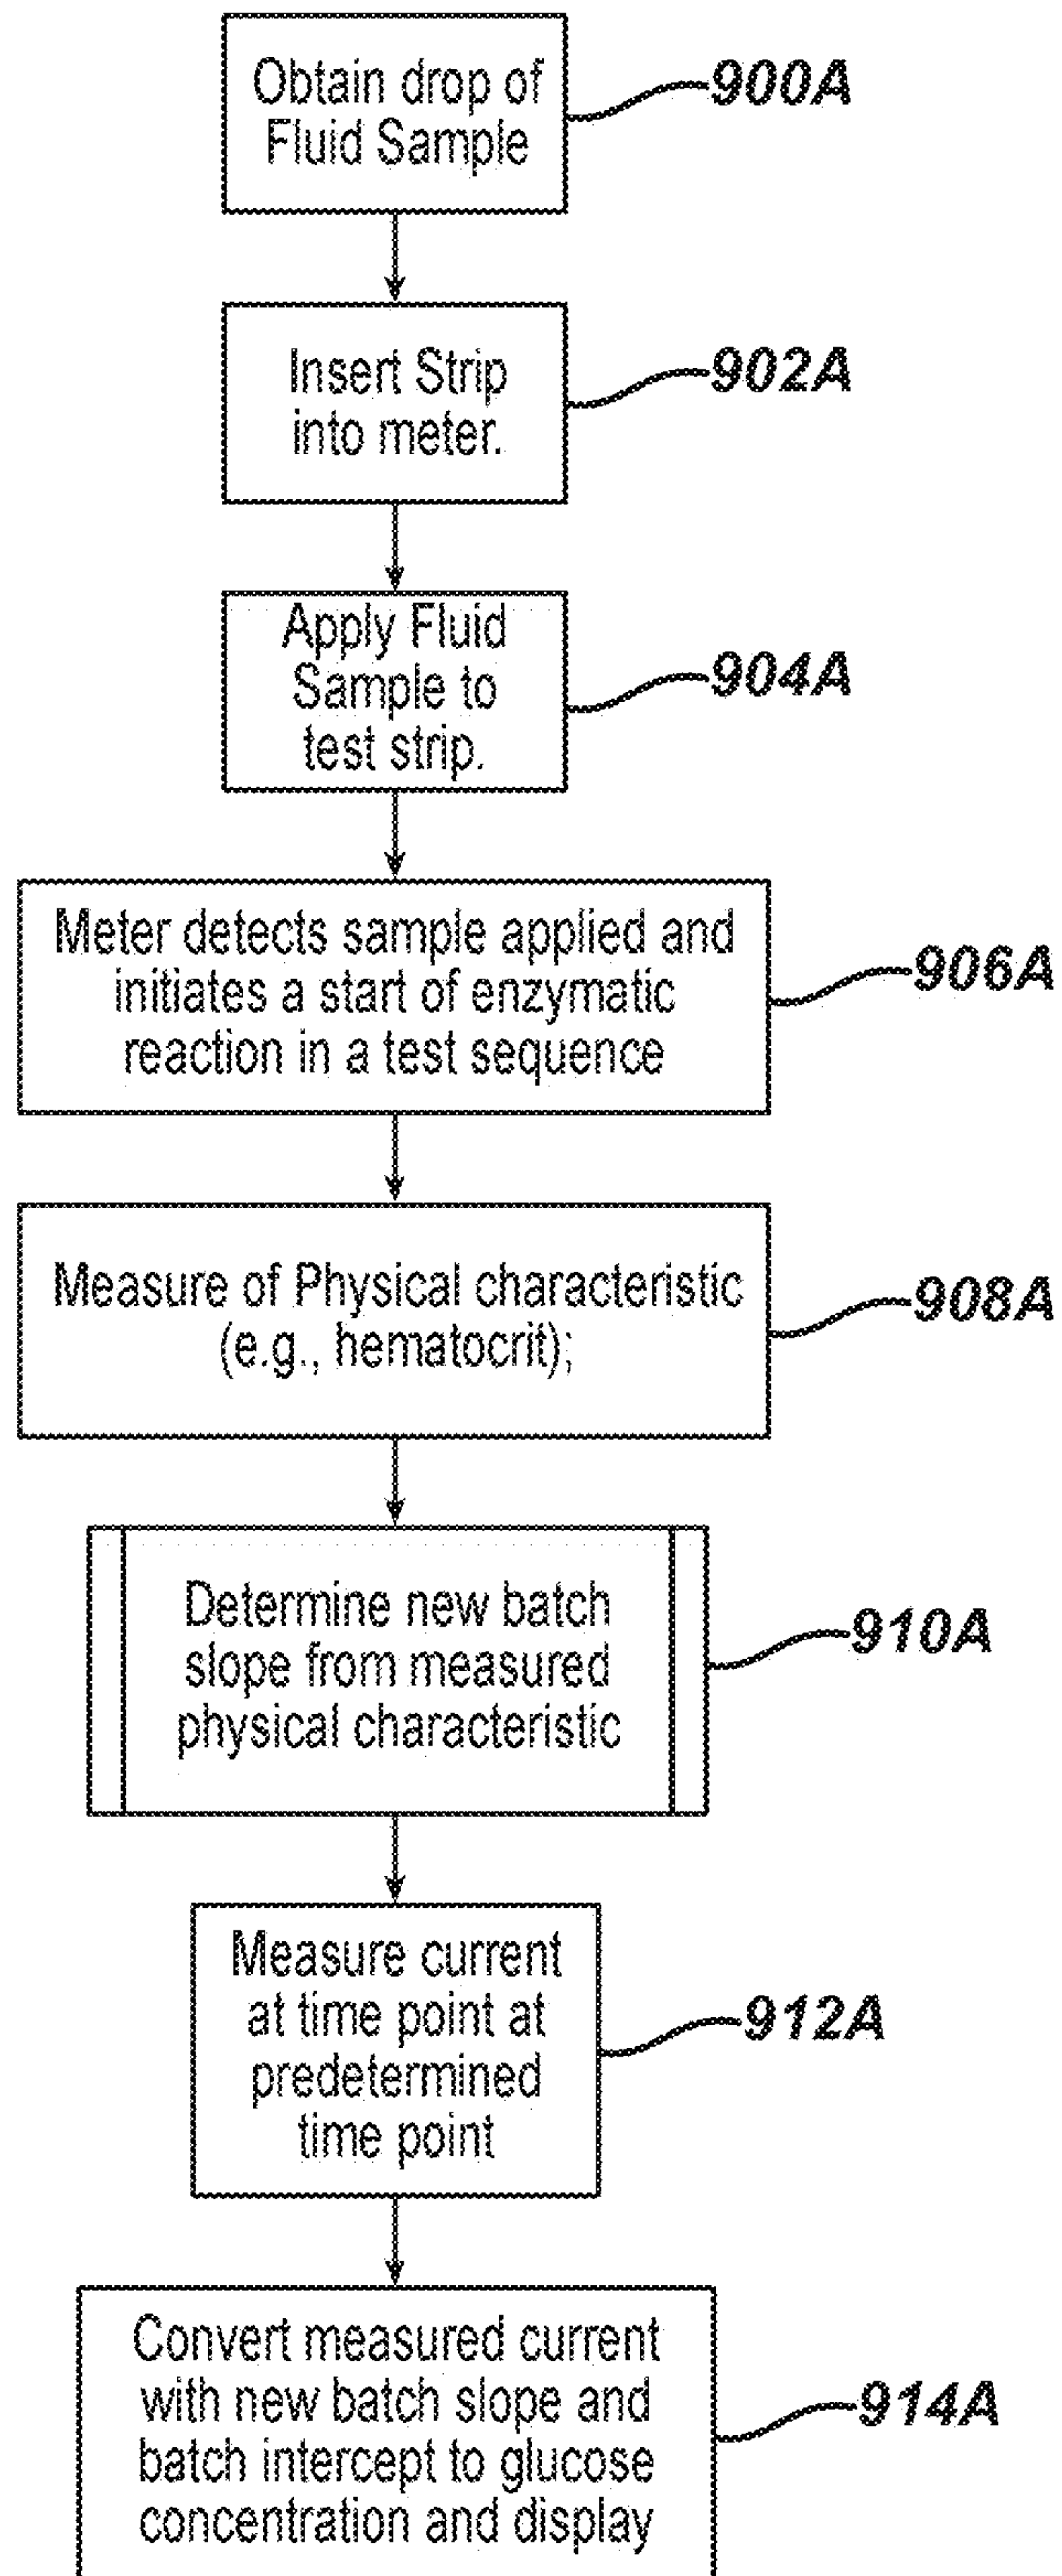 Obtain drop of
Fluid Sample
900A
Insert Strip
into meter.
902A
Apply Fluid
Sample to
test strip.
904A
Meter detects sample applied and
initiates a start of enzymatic
reaction in a test sequence
906A
Measure of Physical characteristic
(e.g., hematocrit);
908A
Determine new batch
slope from measured
physical characteristic
910A
Measure current
at time point at
predetermined
time point
912A
Convert measured current
with new batch slope and
batch intercept to glucose
concentration and display
914A